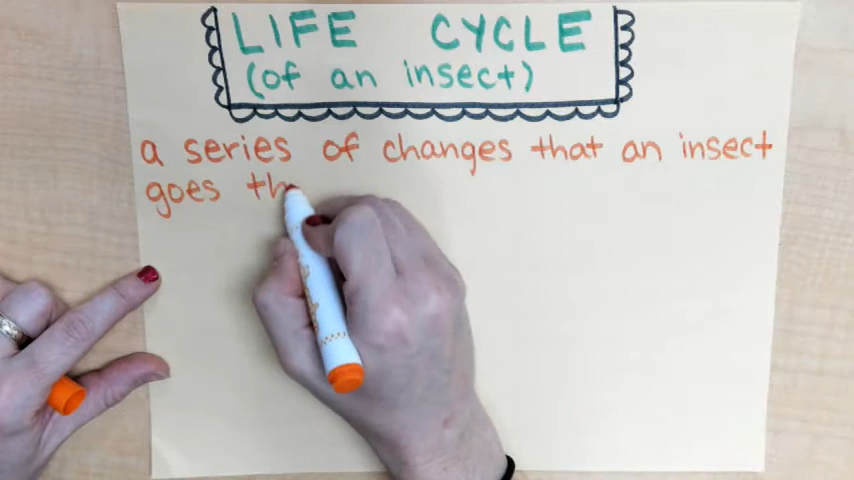 LIFE CYCLE
(of an insect)
a series of changes that an insect
goes th